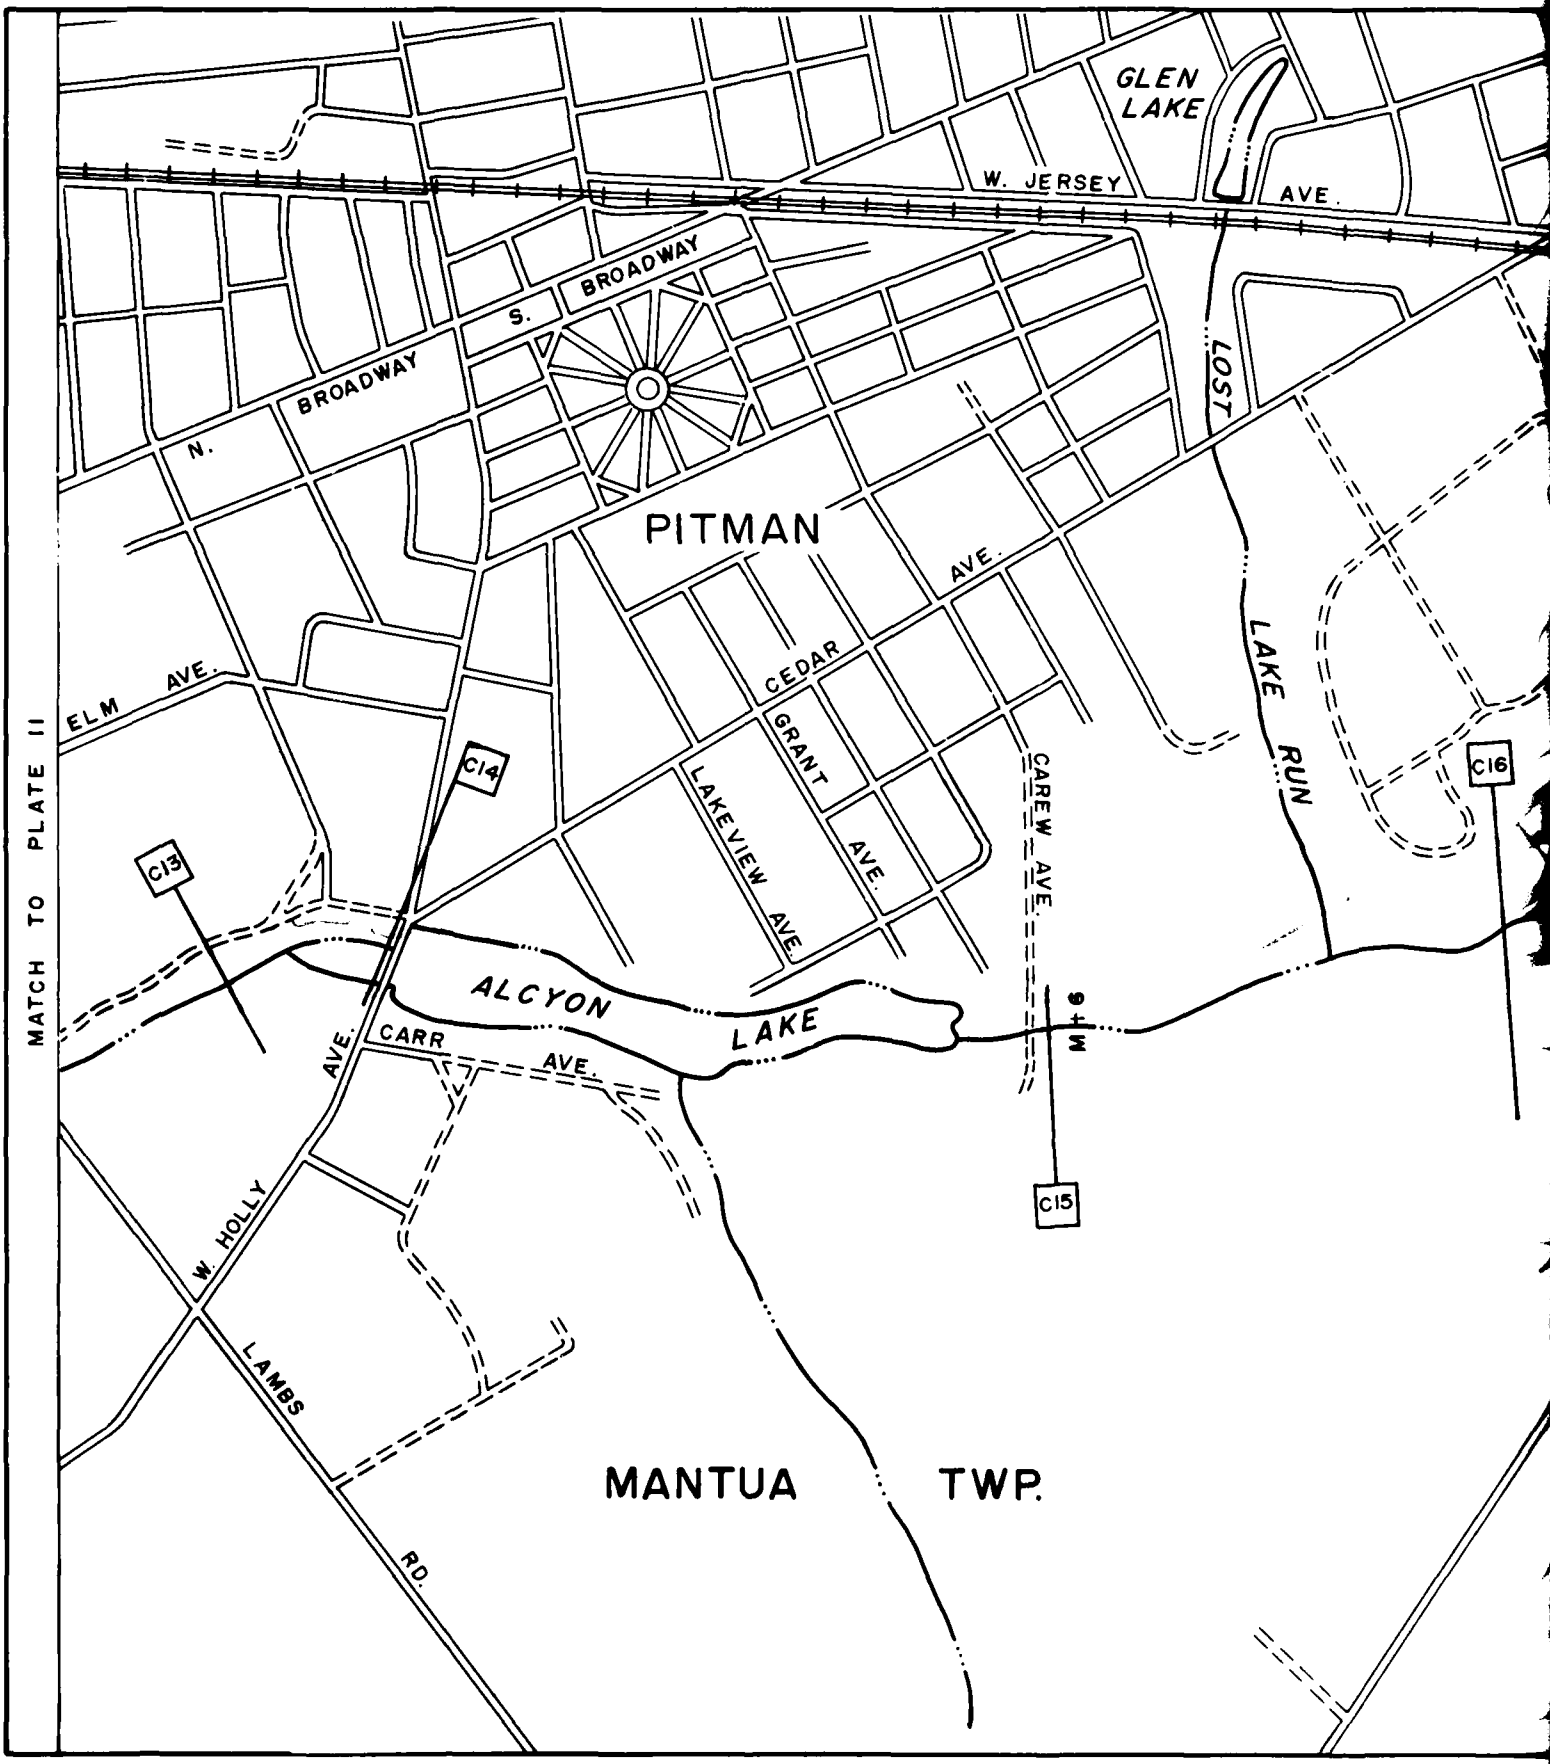 GLEN
LAKE
W. JERSEY AVE.
S. BROADWAY
N. BROADWAY
LOST LAKE RUN
PITMAN
CEDAR AVE.
ELM AVE.
MATCH TO PLATE 11
C14
C13
GRANT AVE.
LAKEVIEW AVE.
CAREW AVE.
C16
ALCYON LAKE
M+6
CARR AVE.
W. HOLLY AVE.
C15
LAMBS RD.
MANTUA TWP.